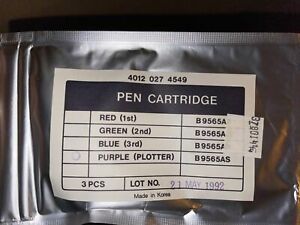 4012 027 4549
PEN CARTRIDGE
RED (1st) B9565A
GREEN (2nd) B9565A
BLUE (3rd) B9565A
PURPLE (PLOTTER) B9565AS
3 PCS LOT NO. 21 MAY 1992
Made in Korea